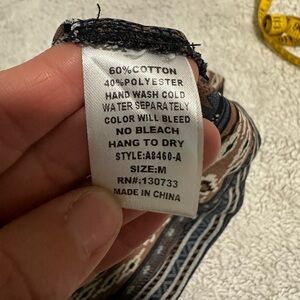 60%COTTON
40%POLYESTER
HAND WASH COLD
WATER SEPARATELY
COLOR WILL BLEED
NO BLEACH
HANG TO DRY
STYLE:A8460-A
SIZE:M
RN#:130733
MADE IN CHINA